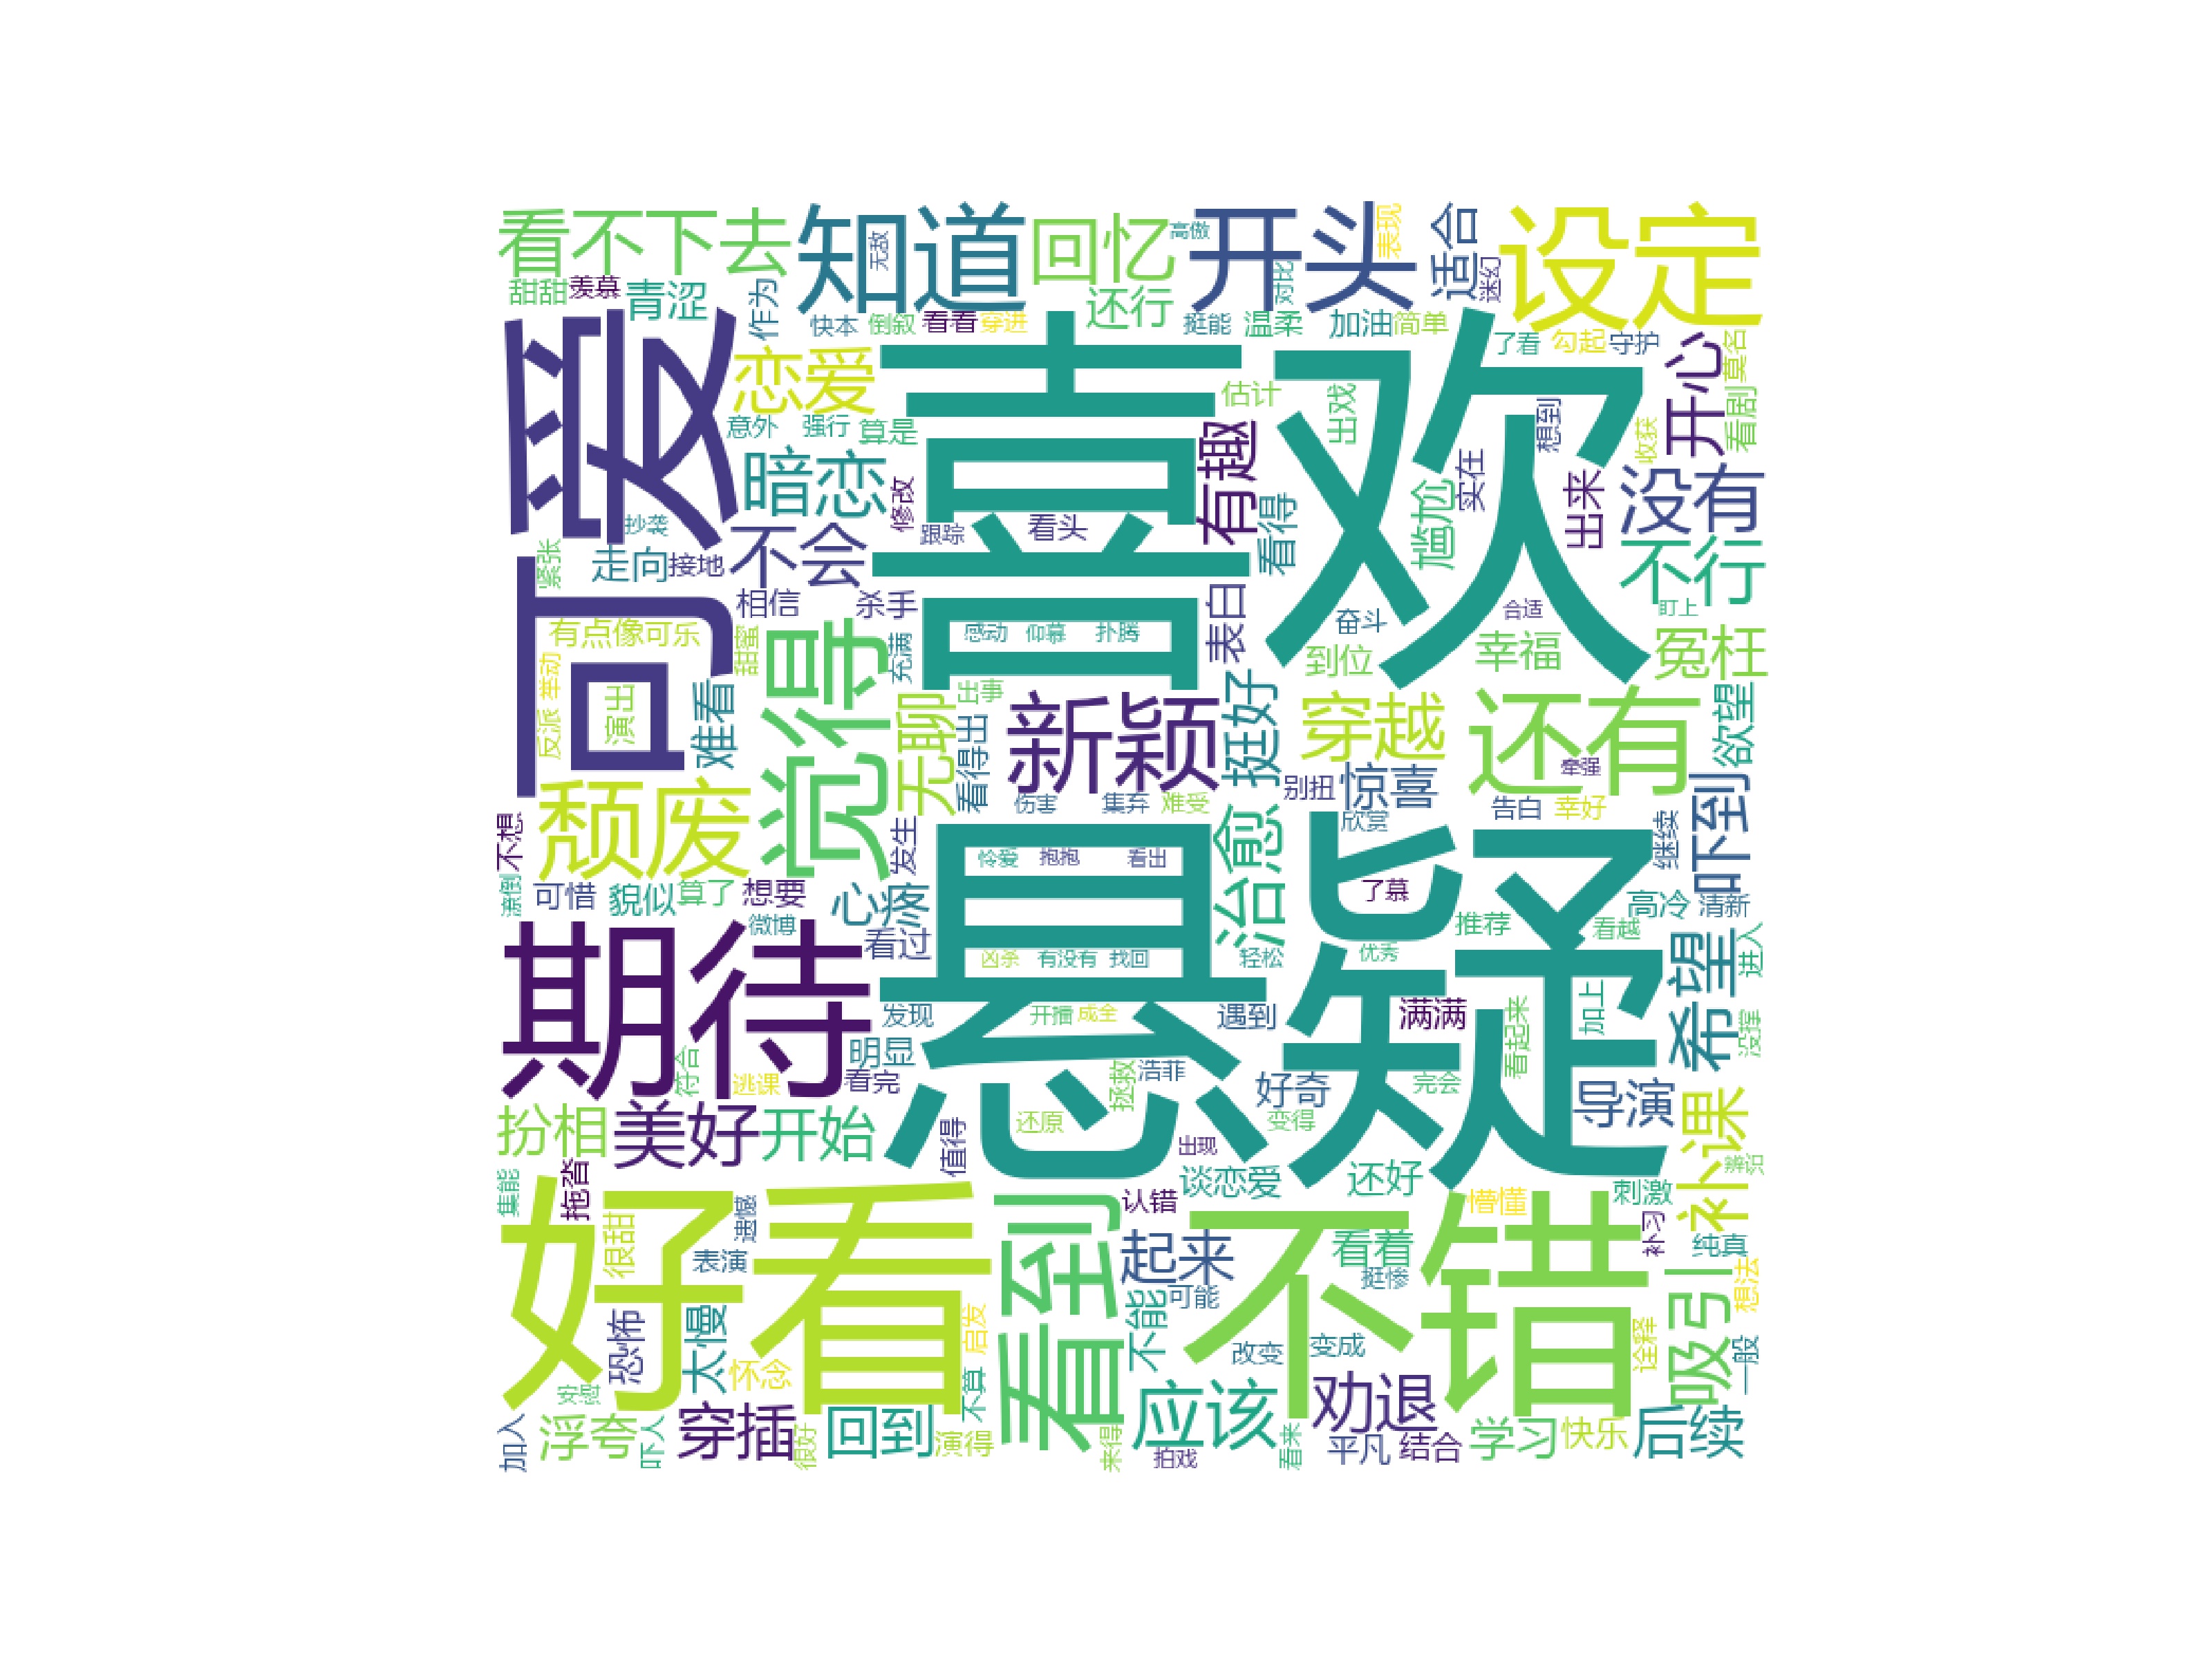 看不下去
知道
无敌
回忆
高傲
开头
表现
适合
迷幻
设定
甜甜
羡慕
青涩
作为
快本
倒叙
看看
穿进
还行
挺能
温柔
对比
加油
简单
了看
勾起
守护
开心
莫名
看剧
可爱
恋爱
喜欢
估计
出戏
想到
收获
意外
强行
算是
暗恋
修改
有趣
看得
尴尬
实在
出来
没有
抄袭
紧张
走向
接地
不会
跟踪
看头
不行
相信
杀手
表白
奋斗
合适
盯上
有点像可乐
甜蜜
觉得
充满
感动
仰慕
扑腾
到位
幸福
冤枉
反派
举动
演出
难看
无聊
出事
看得出
新颖
挺好
穿越
还有
欲望
牵强
颓废
发生
伤害
集弃
难受
别扭
惊喜
告白
幸好
吓到
不想
悬疑
治愈
欣赏
继续
怜爱
抱抱
看出
可惜
貌似
算了
想要
心疼
了慕
高冷
清新
微博
期待
看过
凶杀
有没有
找回
轻松
优秀
推荐
看越
希望
进入
发现
开播
成全
遇到
满满
看起来
加上
没挥
符合
明显
逃课
看完
拯救
浩菲
好奇
完会
导演
补课
扮相
美好
开始
值得
还原
变得
出现
集能
拖沓
好看
看到
谈恋爱
还好
辨识
刺激
很甜
遗憾
认错
不错
懵懂
补习
纯真
表演
起来
看着
挺惨
可能
吸引
想法
恐怖
太慢
怀念
启发
不能
改变
变成
诠释
一般
安慰
不算
劝退
加入
浮夸
吓人
穿插
很好
回到
演得
应该
来得
拍戏
看来
平凡
结合
学习
快乐
后续